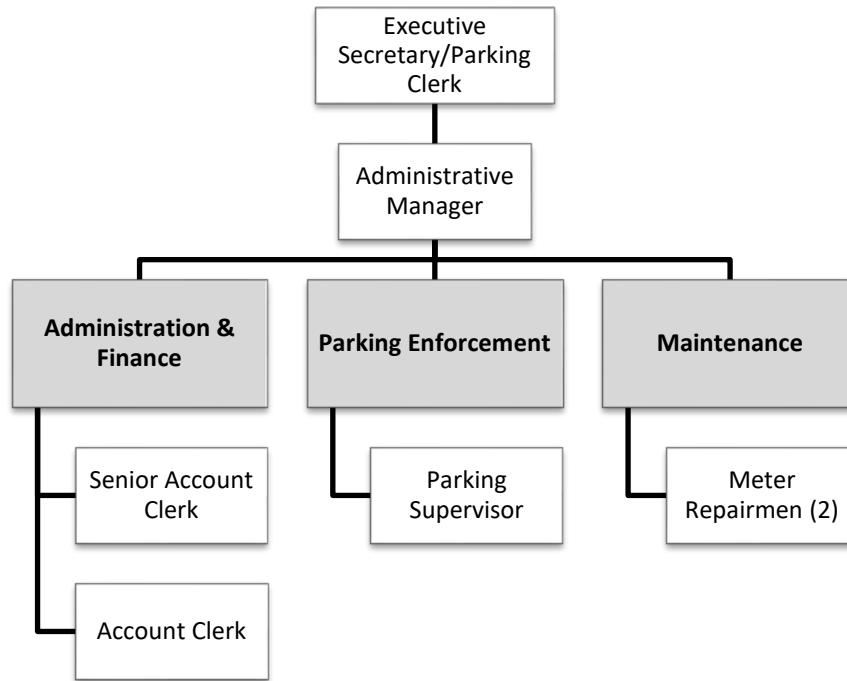 Executive
Secretary/Parking
Clerk
Administrative
Manager
Administration &
Finance
Parking Enforcement
Maintenance
Senior Account
Clerk
Parking
Supervisor
Meter
Repairmen (2)
Account Clerk